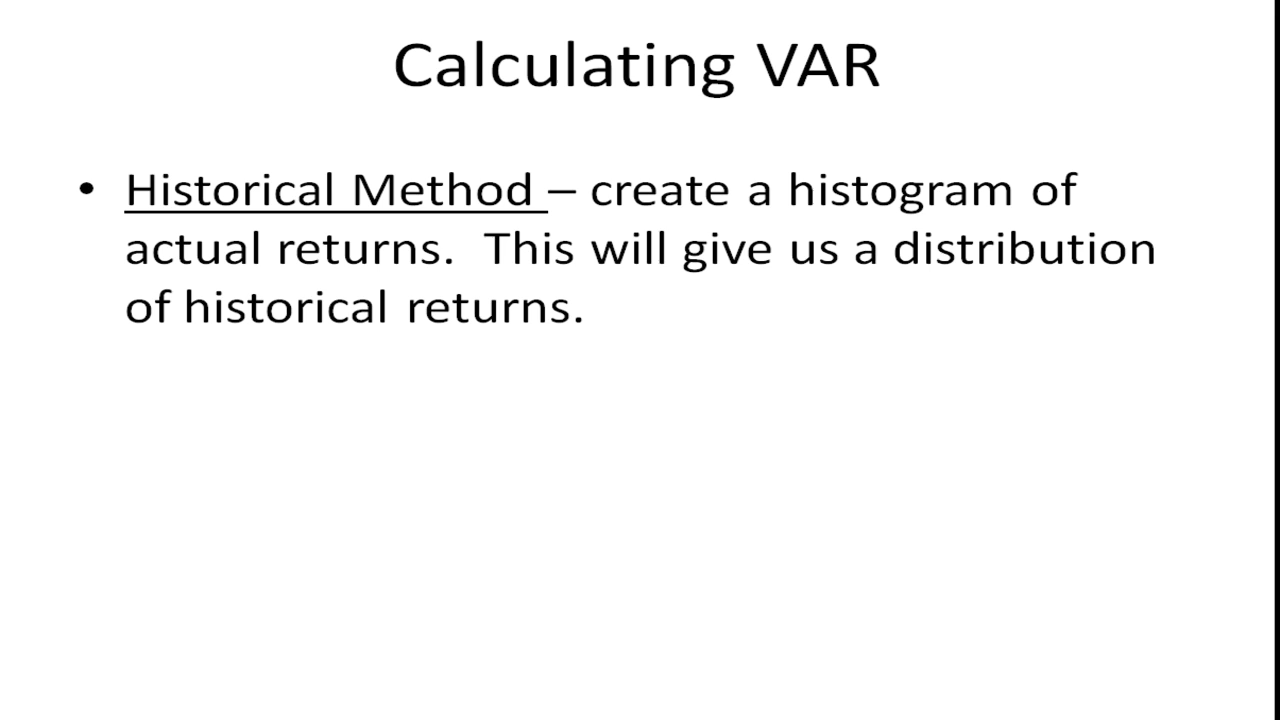 Calculating VAR
• Historical Method – create a histogram of
actual returns.  This will give us a distribution
of historical returns.